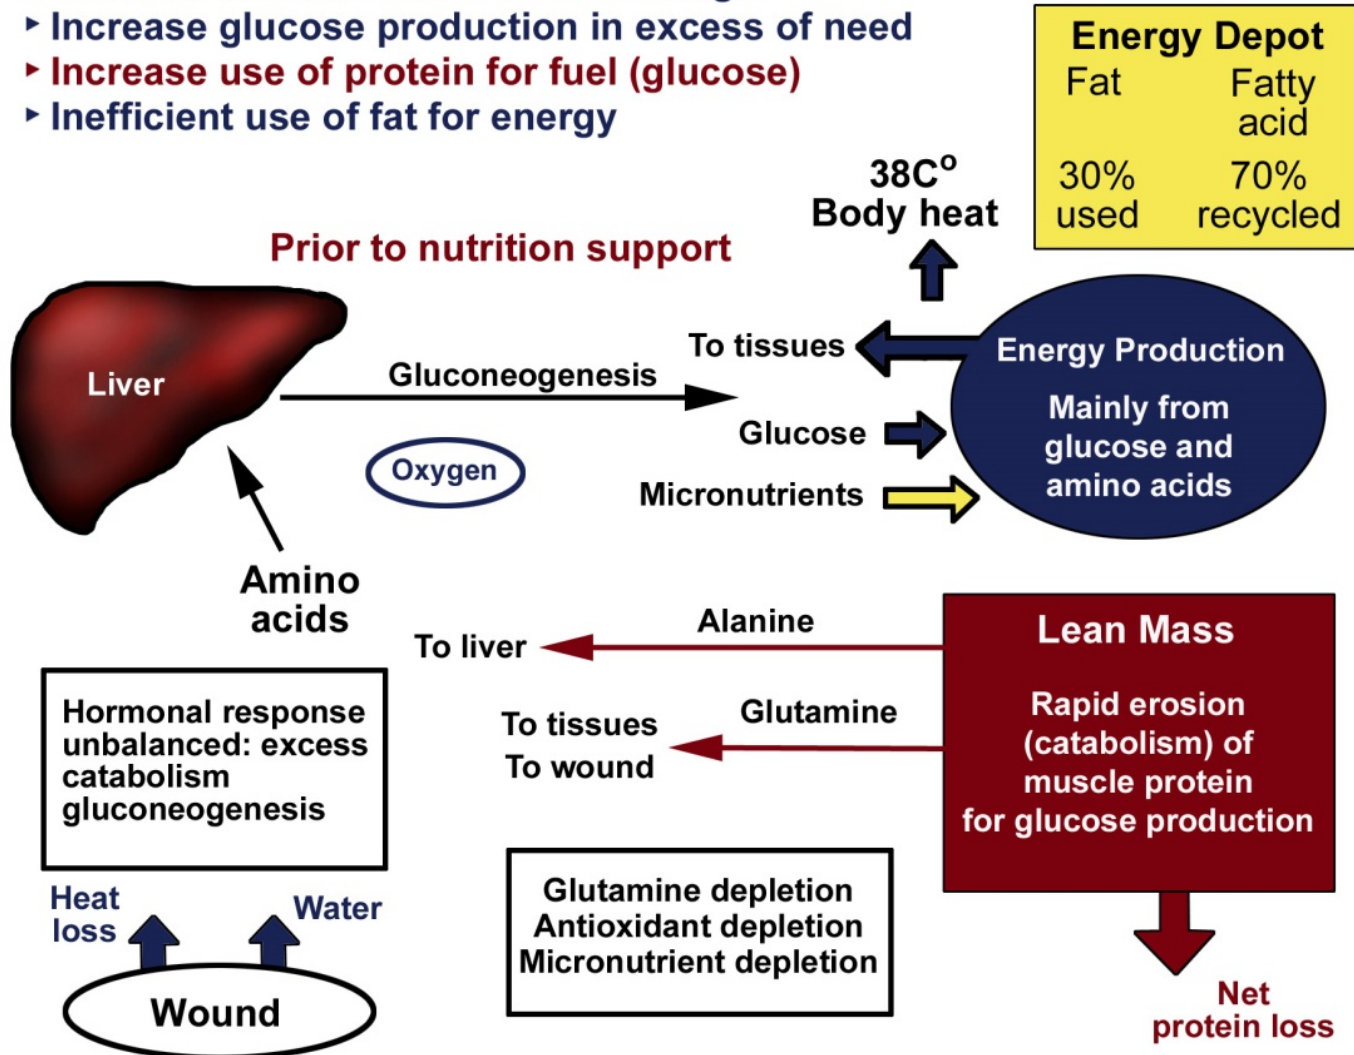 ▸ Increase glucose production in excess of need
▸ Increase use of protein for fuel (glucose)
▸ Inefficient use of fat for energy
Energy Depot
Fat
Fatty
acid
30%
used
70%
recycled
38Cº
Body heat
Prior to nutrition support
Liver
Gluconeogenesis
Oxygen
To tissues
Glucose
Micronutrients
Energy Production
Mainly from
glucose and
amino acids
Amino
acids
To liver
Alanine
To tissues
To wound
Glutamine
Lean Mass
Rapid erosion
(catabolism) of
muscle protein
for glucose production
Hormonal response
unbalanced: excess
catabolism
gluconeogenesis
Heat
loss
Water
Wound
Glutamine depletion
Antioxidant depletion
Micronutrient depletion
Net
protein loss